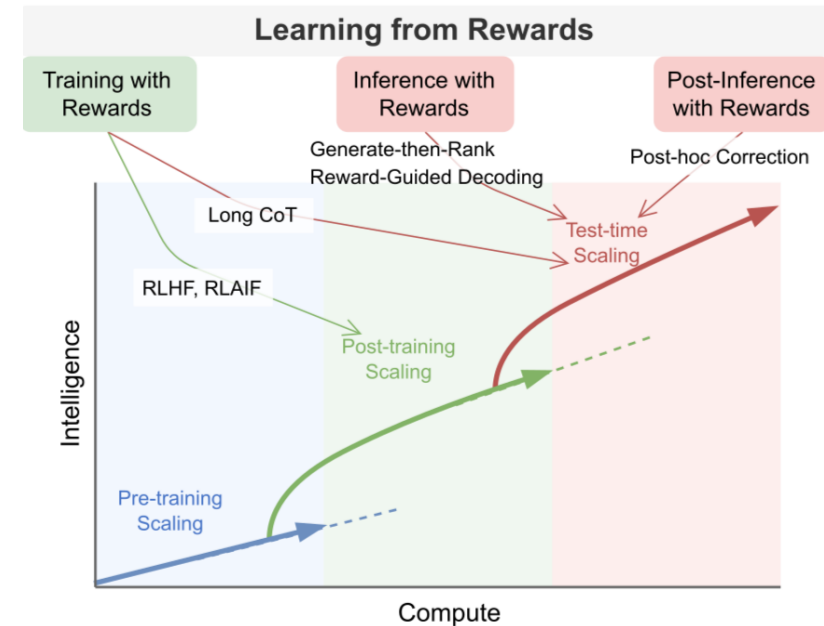 Learning from Rewards
Training with
Rewards
Inference with
Rewards
Post-Inference
with Rewards
Generate-then-Rank
Reward-Guided Decoding
Post-hoc Correction
Long CoT
Test-time
Scaling
RLHF, RLAIF
Post-training
Scaling
Pre-training
Scaling
Intelligence
Compute